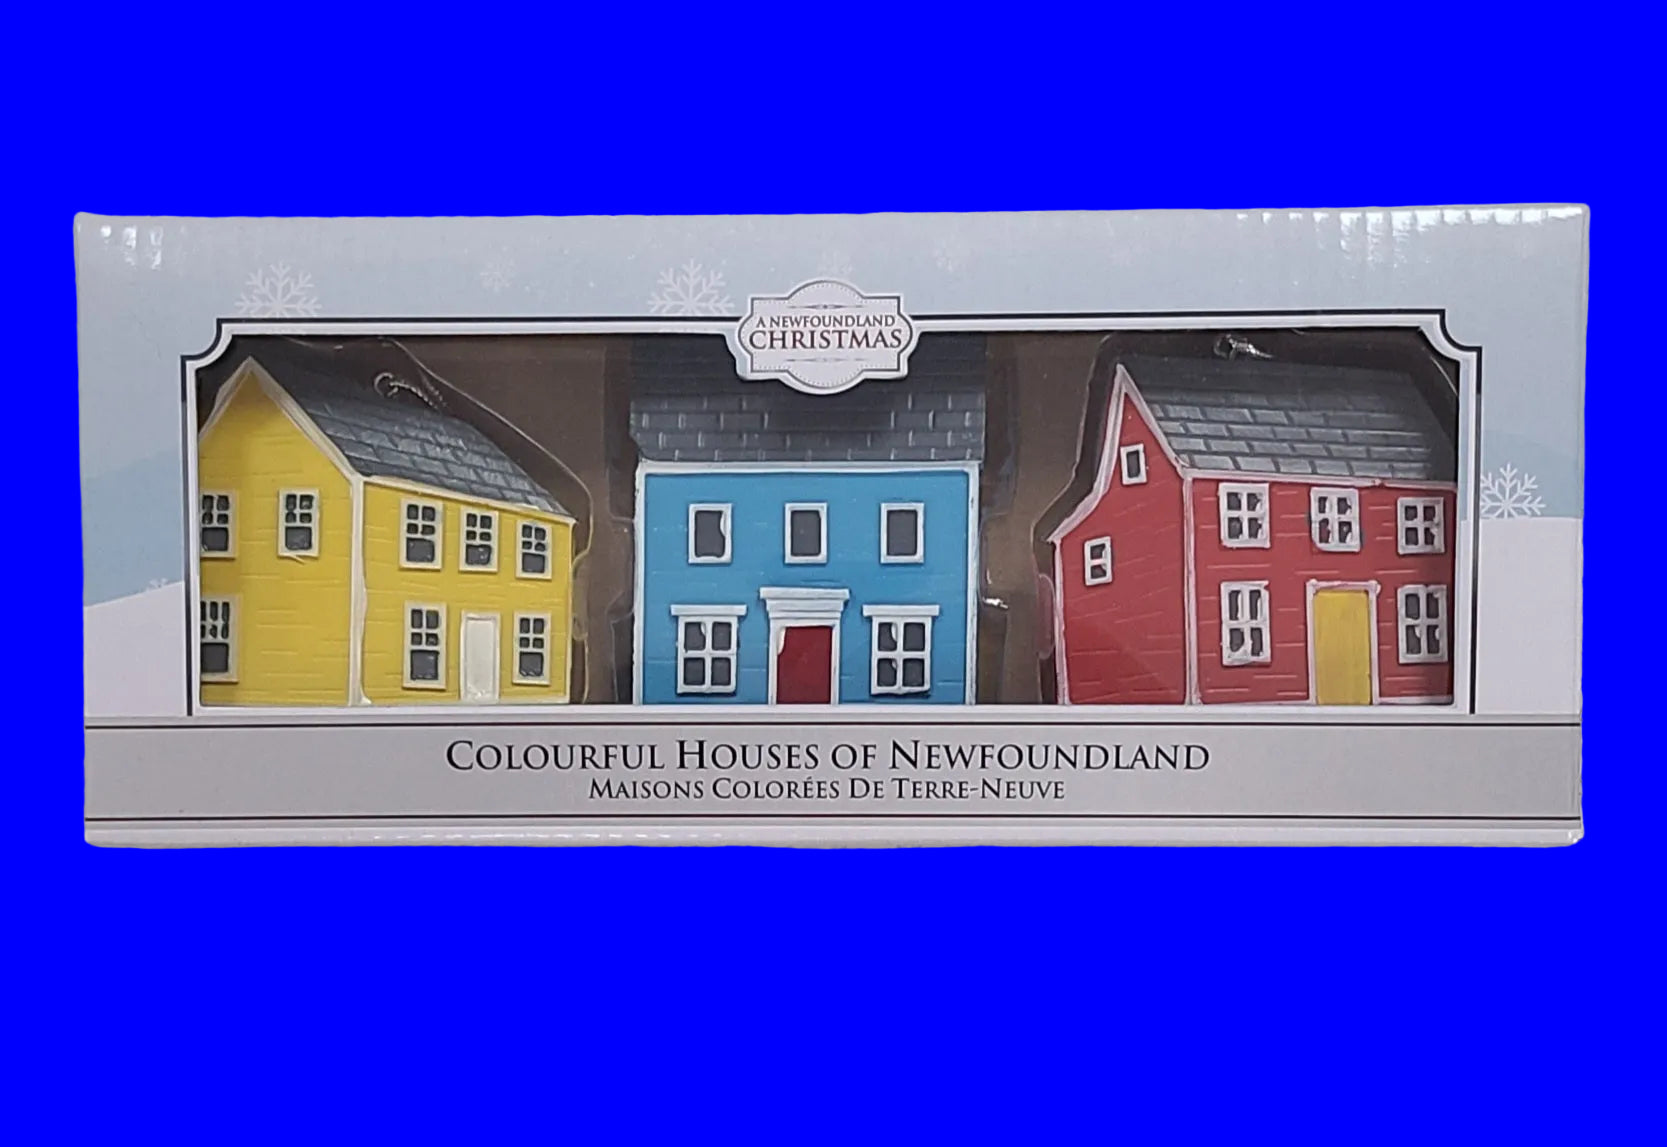 A NEWFOUNDLAND
CHRISTMAS
COLOURFUL HOUSES OF NEWFOUNDLAND
MAISONS COLORÉES DE TERRE-NEUVE